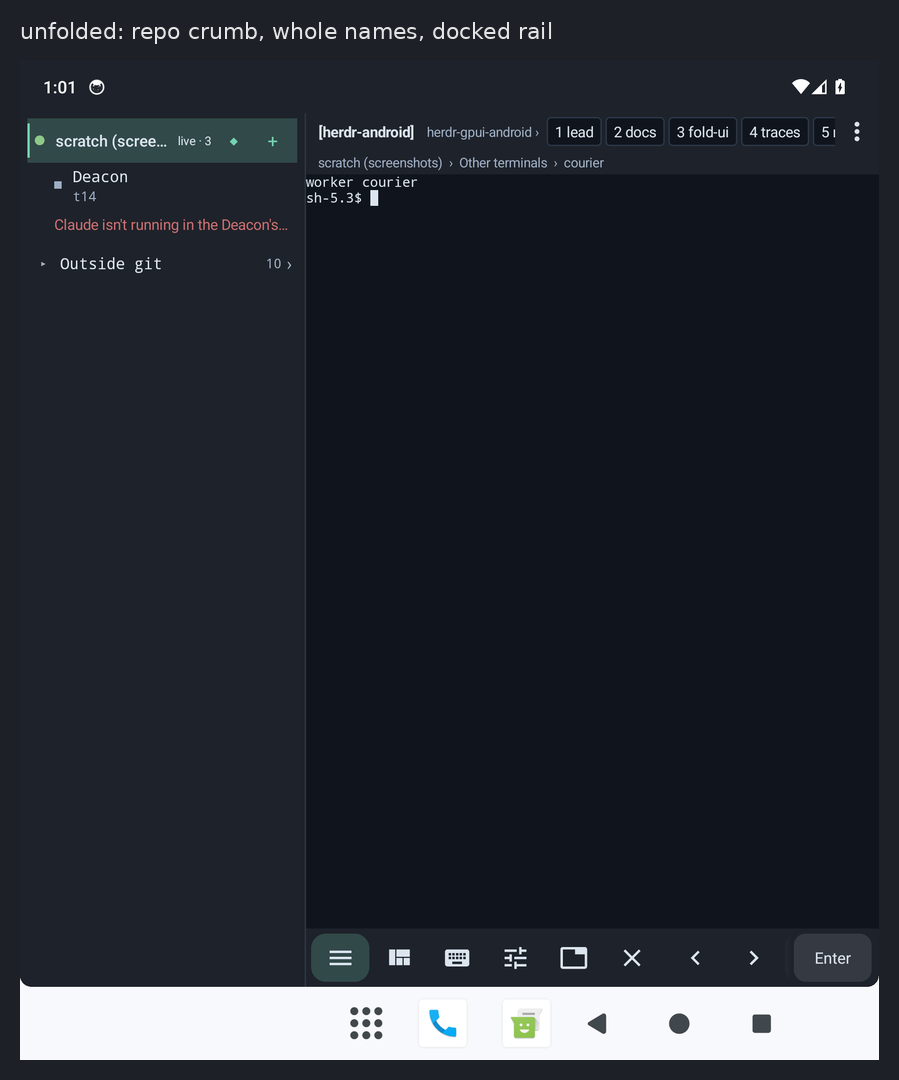 unfolded: repo crumb, whole names, docked rail
1:01
scratch (scree... live · 3 +
Deacon
t14
Claude isn't running in the Deacon's...
Outside git 10 ›
[herdr-android] herdr-gpui-android › 1 lead 2 docs 3 fold-ui 4 traces 5
scratch (screenshots) › Other terminals › courier
worker courier
sh-5.3$
Enter